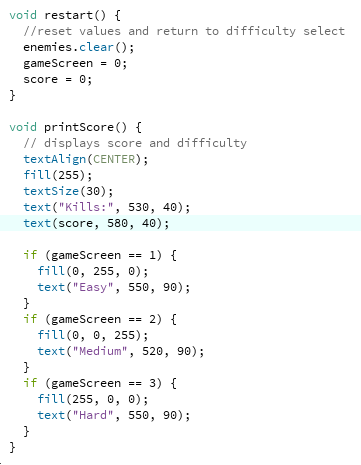 void restart() {
  //reset values and return to difficulty select
  enemies.clear();
  gameScreen = 0;
  score = 0;
}

void printScore() {
  // displays score and difficulty
  textAlign(CENTER);
  fill(255);
  textSize(30);
  text("Kills:", 530, 40);
  text(score, 580, 40);

  if (gameScreen == 1) {
    fill(0, 255, 0);
    text("Easy", 550, 90);
  }
  if (gameScreen == 2) {
    fill(0, 0, 255);
    text("Medium", 520, 90);
  }
  if (gameScreen == 3) {
    fill(255, 0, 0);
    text("Hard", 550, 90);
  }
}